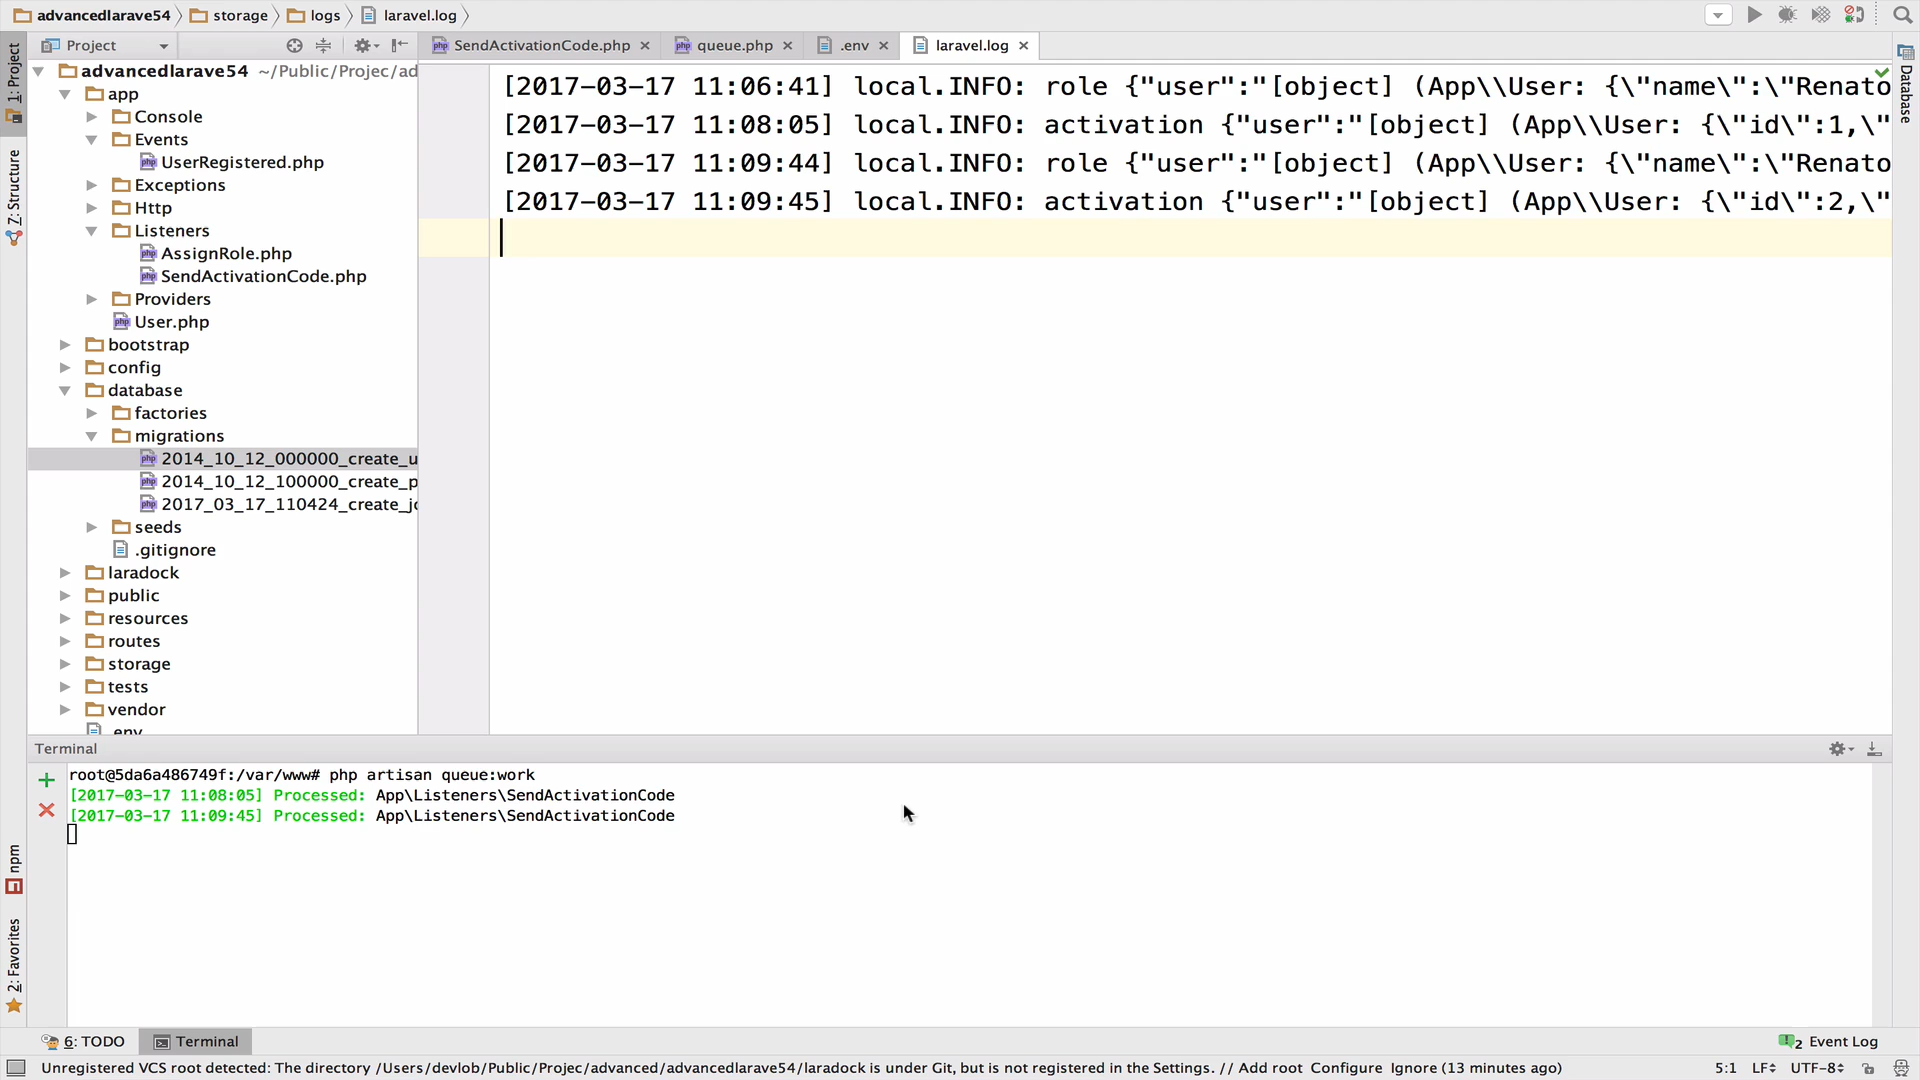 advancedlarave54 storage logs laravel.log
Project
SendActivationCode.php queue.php .env laravel.log
1: Project
Z: Structure
npm
2: Favorites
Database
advancedlarave54 ~/Public/Projec/ad
app
Console
Events
UserRegistered.php
Exceptions
Http
Listeners
AssignRole.php
SendActivationCode.php
Providers
User.php
bootstrap
config
database
factories
migrations
2014_10_12_000000_create_u
2014_10_12_100000_create_p
2017_03_17_110424_create_jo
seeds
.gitignore
laradock
public
resources
routes
storage
tests
vendor
.env
[2017-03-17 11:06:41] local.INFO: role {"user":"[object] (App\\User: {\"name\":\"Renato
[2017-03-17 11:08:05] local.INFO: activation {"user":"[object] (App\\User: {\"id\":1,\"
[2017-03-17 11:09:44] local.INFO: role {"user":"[object] (App\\User: {\"name\":\"Renato
[2017-03-17 11:09:45] local.INFO: activation {"user":"[object] (App\\User: {\"id\":2,\"
Terminal
root@5da6a486749f:/var/www# php artisan queue:work
[2017-03-17 11:08:05] Processed: App\Listeners\SendActivationCode
[2017-03-17 11:09:45] Processed: App\Listeners\SendActivationCode
6: TODO Terminal 2 Event Log
Unregistered VCS root detected: The directory /Users/devlob/Public/Projec/advanced/advancedlarave54/laradock is under Git, but is not registered in the Settings. // Add root Configure Ignore (13 minutes ago) 5:1 LF UTF-8